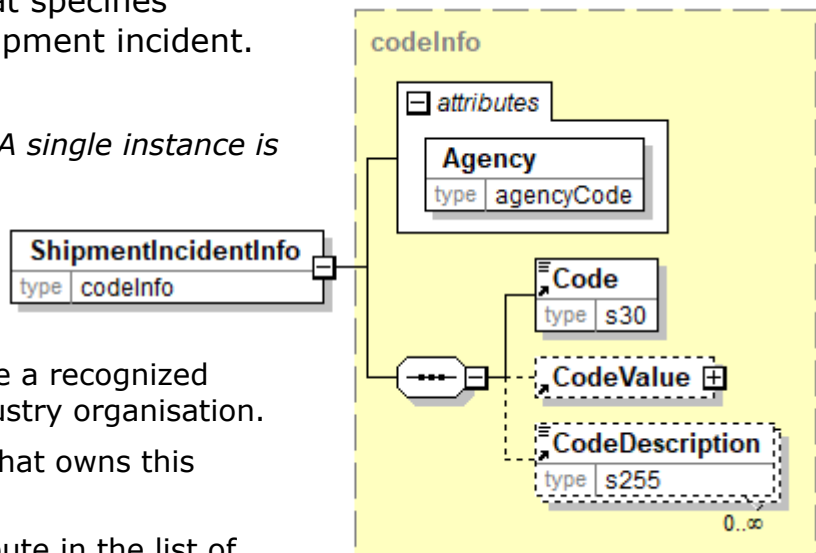 at specifies
pment incident.
A single instance is
e a recognized
ustry organisation.
hat owns this
ute in the list of
codeInfo
attributes
Agency
type agencyCode
ShipmentIncidentInfo
type codeInfo
Code
type s30
CodeValue
CodeDescription
type s255
0..∞